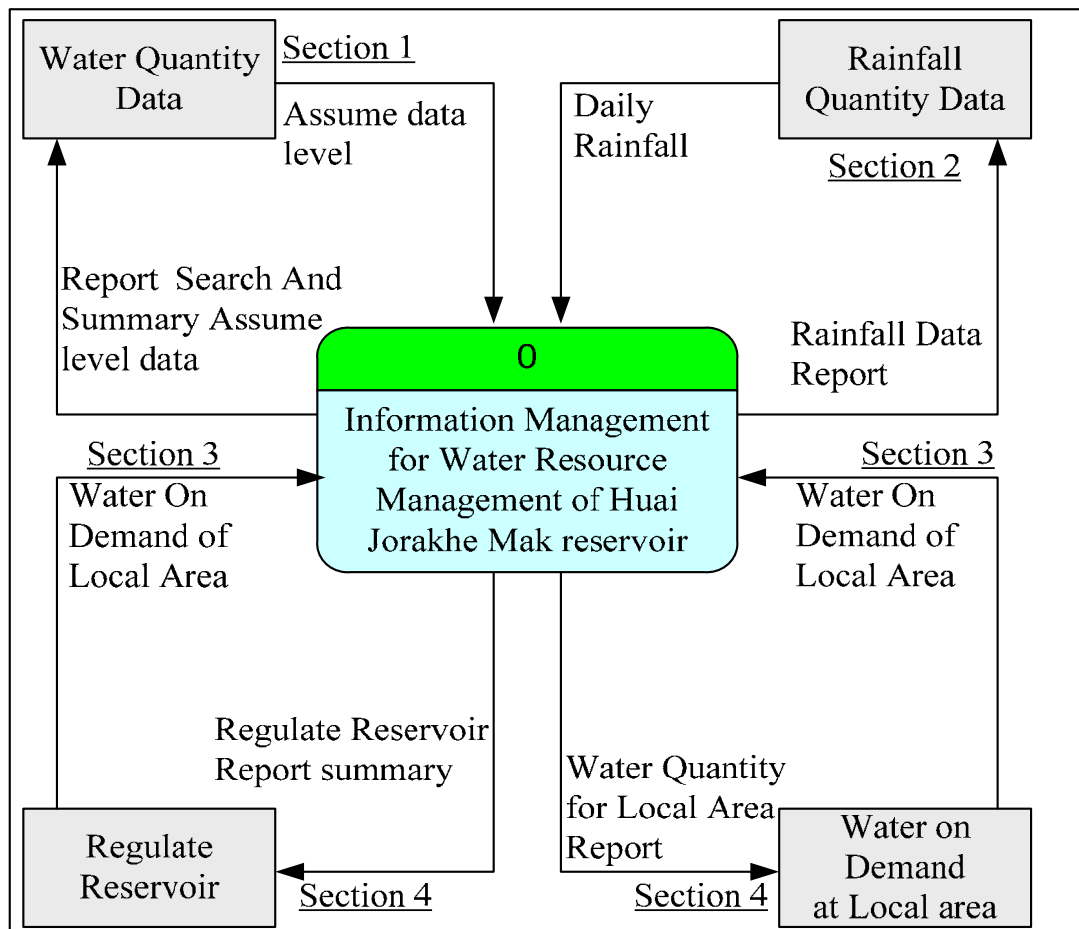 Water Quantity
Data
Section 1
Assume data
level
Daily
Rainfall
Rainfall
Quantity Data
Section 2
Report  Search And
Summary Assume
level data
Rainfall Data
Report
0
Information Management
for Water Resource
Management of Huai
Jorakhe Mak reservoir
Section 3
Water On
Demand of
Local Area
Section 3
Water On
Demand of
Local Area
Regulate Reservoir
Report summary
Water Quantity
for Local Area
Report
Regulate
Reservoir
Section 4
Section 4
Water on
Demand
at Local area